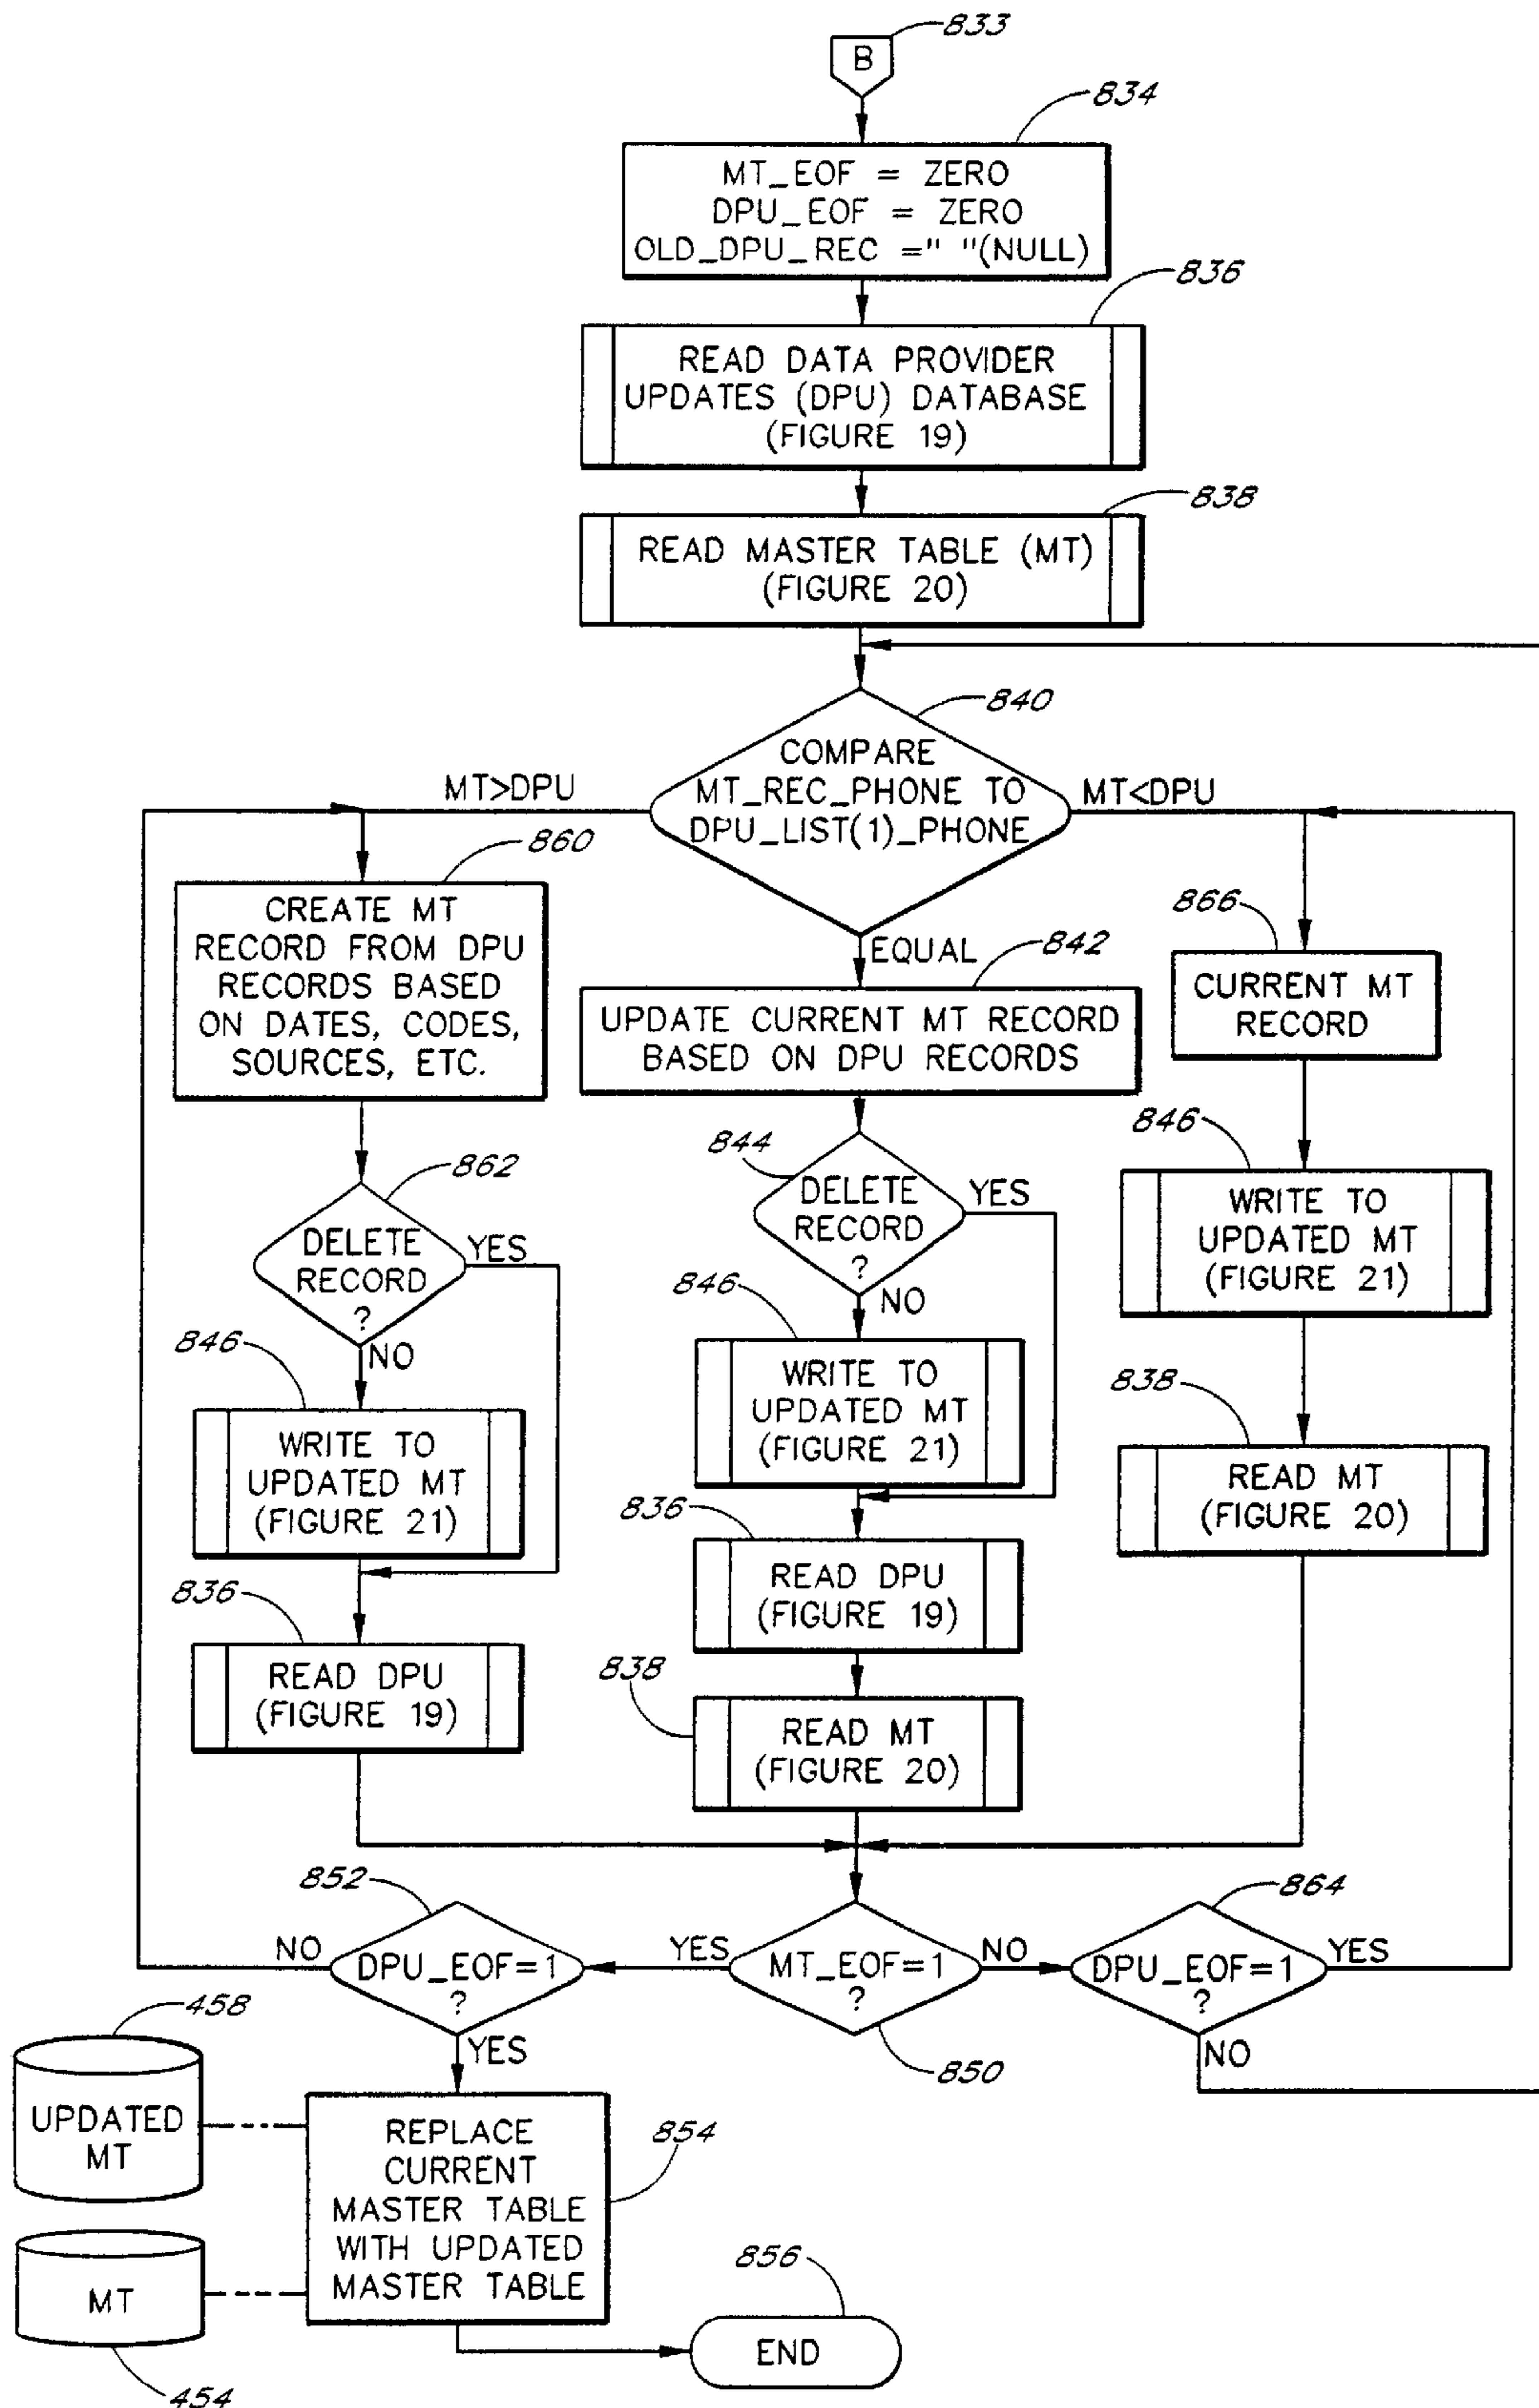 833
B
834
MT_EOF = ZERO
DPU_EOF = ZERO
OLD_DPU_REC =" "(NULL)
836
READ DATA PROVIDER
UPDATES (DPU) DATABASE
(FIGURE 19)
838
READ MASTER TABLE (MT)
(FIGURE 20)
840
COMPARE
MT_REC_PHONE TO
DPU_LIST(1)_PHONE
MT>DPU
MT<DPU
EQUAL
860
CREATE MT
RECORD FROM DPU
RECORDS BASED
ON DATES, CODES,
SOURCES, ETC.
862
DELETE
RECORD
?
YES
NO
846
WRITE TO
UPDATED MT
(FIGURE 21)
836
READ DPU
(FIGURE 19)
842
UPDATE CURRENT MT RECORD
BASED ON DPU RECORDS
844
DELETE
RECORD
?
YES
NO
846
WRITE TO
UPDATED MT
(FIGURE 21)
836
READ DPU
(FIGURE 19)
838
READ MT
(FIGURE 20)
866
CURRENT MT
RECORD
846
WRITE TO
UPDATED MT
(FIGURE 21)
838
READ MT
(FIGURE 20)
852
NO
DPU_EOF=1
?
YES
YES
MT_EOF=1
?
850
NO
864
DPU_EOF=1
?
YES
NO
458
UPDATED
MT
MT
454
REPLACE
CURRENT
MASTER TABLE
WITH UPDATED
MASTER TABLE
854
856
END